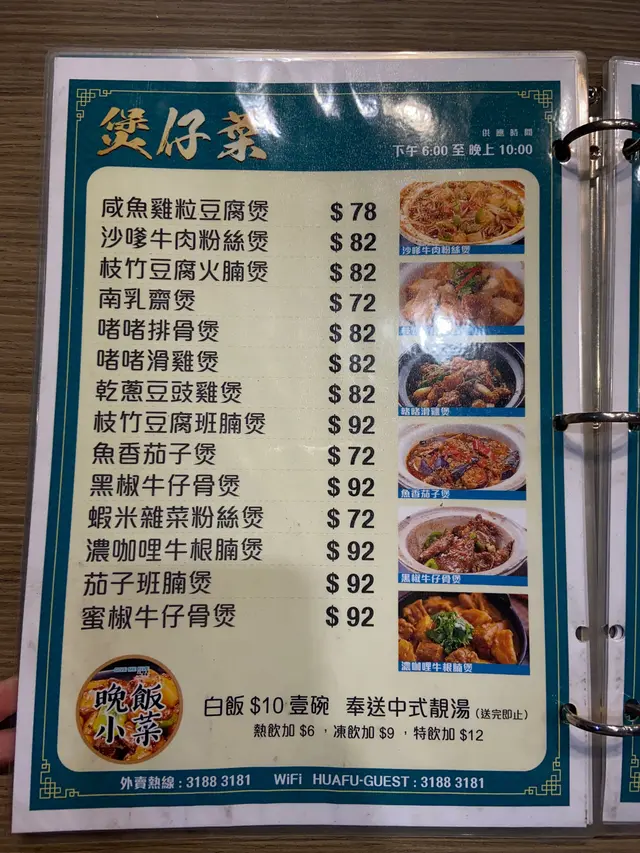 煲仔菜
供應時間
下午 6:00 至 晚上 10:00
咸魚雞粒豆腐煲 $78
沙嗲牛肉粉絲煲 $82
枝竹豆腐火腩煲 $82
南乳齋煲 $72
啫啫排骨煲 $82
啫啫滑雞煲 $82
乾蔥豆豉雞煲 $82
枝竹豆腐班腩煲 $92
魚香茄子煲 $72
黑椒牛仔骨煲 $92
蝦米雜菜粉絲煲 $72
濃咖哩牛根腩煲 $92
茄子班腩煲 $92
蜜椒牛仔骨煲 $92
沙嗲牛肉粉絲煲
啫啫滑雞煲
魚香茄子煲
黑椒牛仔骨煲
濃咖哩牛根腩煲
晚飯
小菜
白飯 $10 壹碗 奉送中式靚湯 (送完即止)
熱飲加 $6 ，凍飲加 $9 ，特飲加 $12
外賣熱線 : 3188 3181 WiFi HUAFU-GUEST : 3188 3181